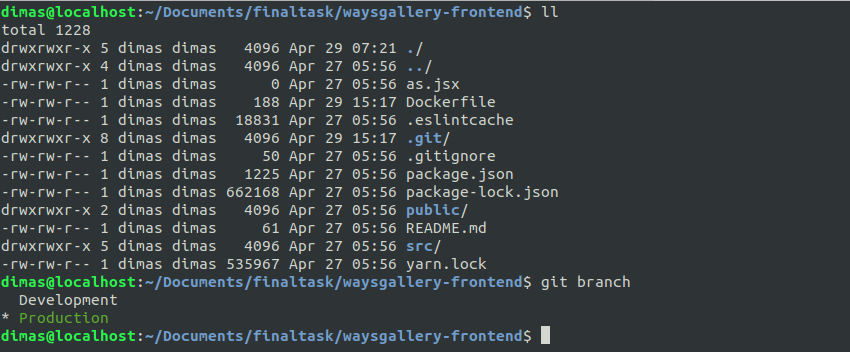 dimas@localhost:~/Documents/finaltask/waysgallery-frontend$ ll
total 1228
drwxrwxr-x 5 dimas dimas   4096 Apr 29 07:21 ./
drwxrwxr-x 4 dimas dimas   4096 Apr 27 05:56 ../
-rw-rw-r-- 1 dimas dimas      0 Apr 27 05:56 as.jsx
-rw-rw-r-- 1 dimas dimas    188 Apr 29 15:17 Dockerfile
-rw-rw-r-- 1 dimas dimas  18831 Apr 27 05:56 .eslintcache
drwxrwxr-x 8 dimas dimas   4096 Apr 29 15:17 .git/
-rw-rw-r-- 1 dimas dimas     50 Apr 27 05:56 .gitignore
-rw-rw-r-- 1 dimas dimas   1225 Apr 27 05:56 package.json
-rw-rw-r-- 1 dimas dimas 662168 Apr 27 05:56 package-lock.json
drwxrwxr-x 2 dimas dimas   4096 Apr 27 05:56 public/
-rw-rw-r-- 1 dimas dimas     61 Apr 27 05:56 README.md
drwxrwxr-x 5 dimas dimas   4096 Apr 27 05:56 src/
-rw-rw-r-- 1 dimas dimas 535967 Apr 27 05:56 yarn.lock
dimas@localhost:~/Documents/finaltask/waysgallery-frontend$ git branch
  Development
* Production
dimas@localhost:~/Documents/finaltask/waysgallery-frontend$